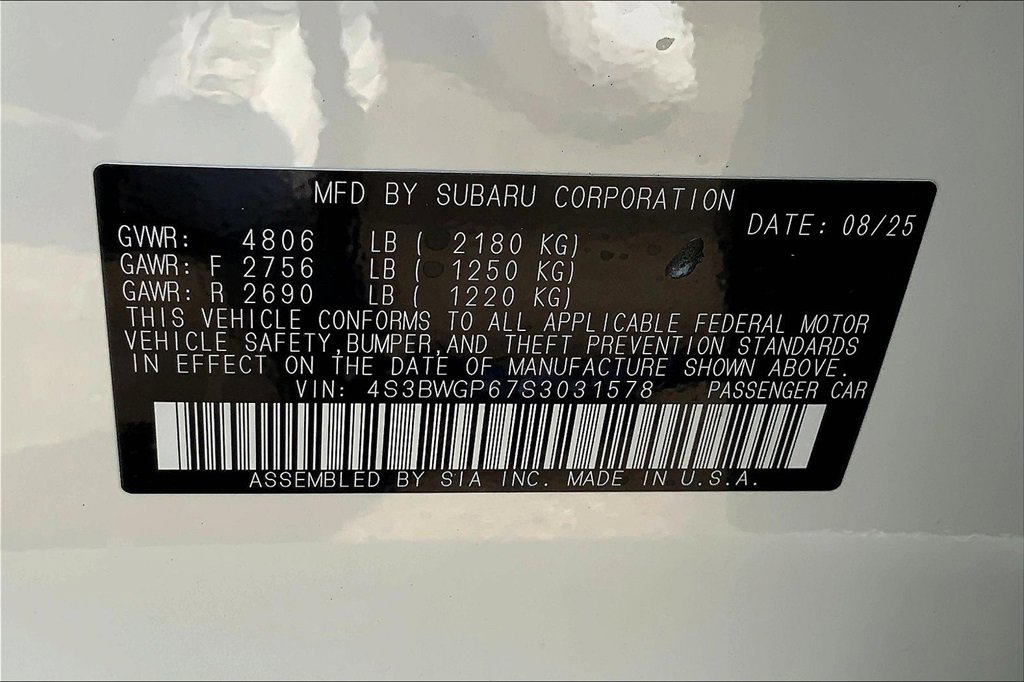 MFD BY SUBARU CORPORATION
DATE: 08/25
GVWR: 4806 LB ( 2180 KG)
GAWR: F 2756 LB ( 1250 KG)
GAWR: R 2690 LB ( 1220 KG)
THIS VEHICLE CONFORMS TO ALL APPLICABLE FEDERAL MOTOR
VEHICLE SAFETY,BUMPER,AND THEFT PREVENTION STANDARDS
IN EFFECT ON THE DATE OF MANUFACTURE SHOWN ABOVE.
VIN: 4S3BWGP67S3031578 PASSENGER CAR
ASSEMBLED BY SIA INC. MADE IN U.S.A.